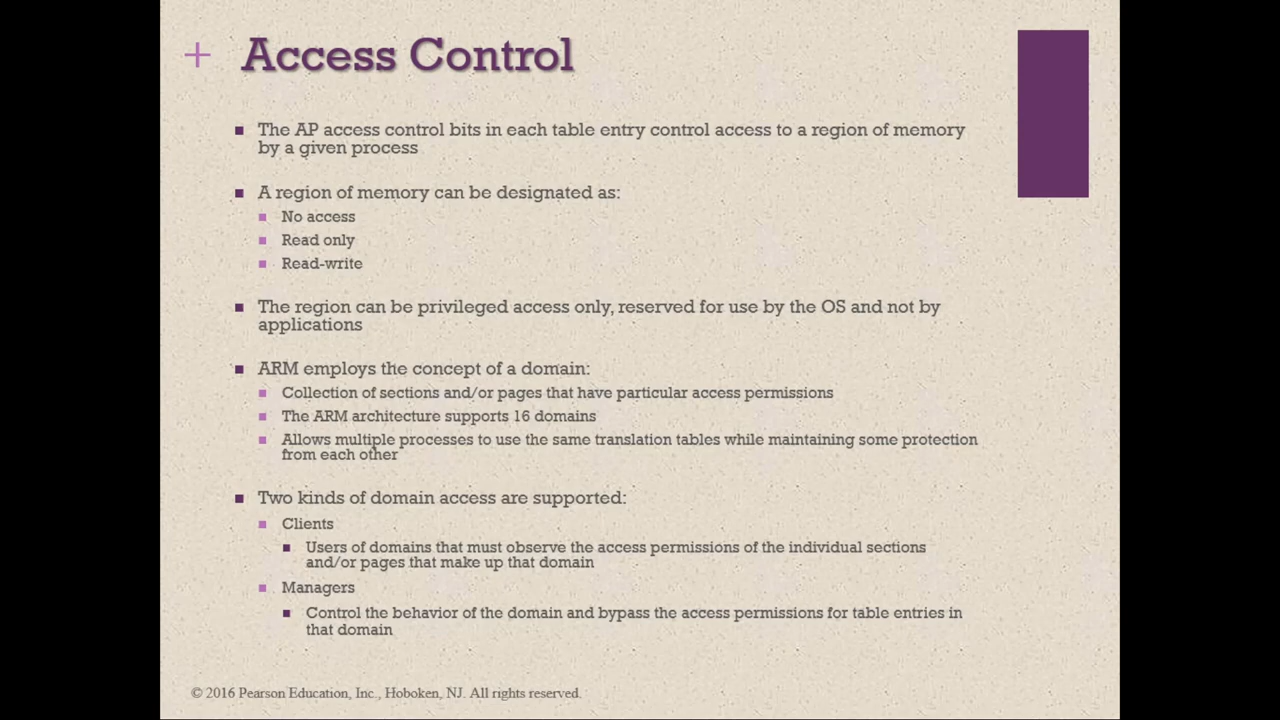 + Access Control
The AP access control bits in each table entry control access to a region of memory
by a given process
A region of memory can be designated as:
No access
Read only
Read-write
The region can be privileged access only, reserved for use by the OS and not by
applications
ARM employs the concept of a domain:
Collection of sections and/or pages that have particular access permissions
The ARM architecture supports 16 domains
Allows multiple processes to use the same translation tables while maintaining some protection
from each other
Two kinds of domain access are supported:
Clients
Users of domains that must observe the access permissions of the individual sections
and/or pages that make up that domain
Managers
Control the behavior of the domain and bypass the access permissions for table entries in
that domain
© 2016 Pearson Education, Inc., Hoboken, NJ. All rights reserved.